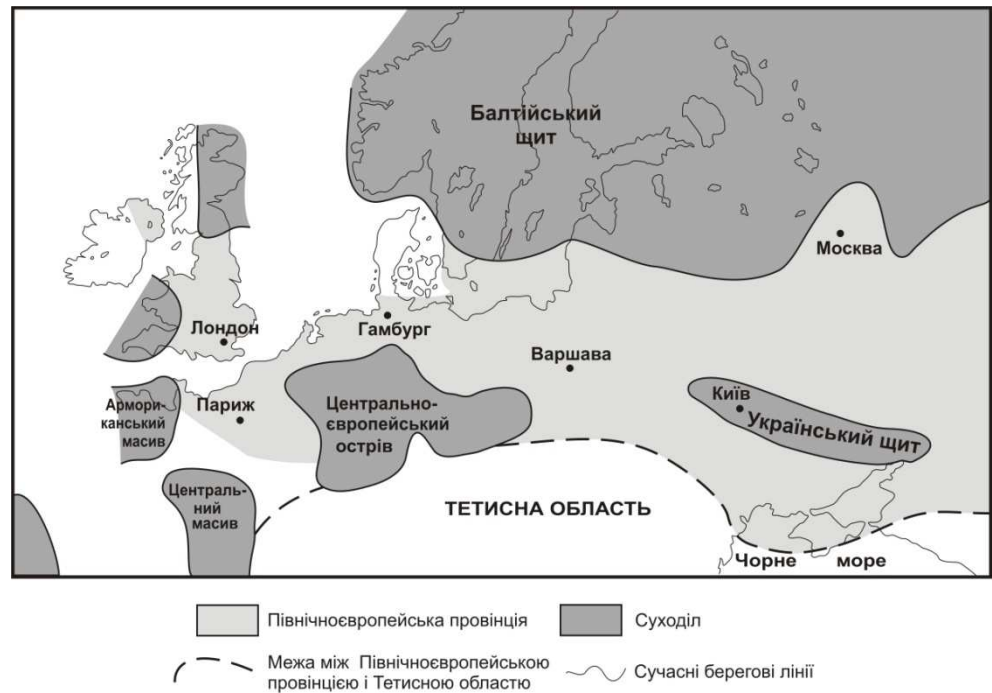 Балтійський
щит
Москва
Лондон
Гамбург
Варшава
Армори-
канський
масив
Париж
Центрально-
європейський
острів
Київ
Український щит
Централь-
ний
масив
ТЕТИСНА ОБЛАСТЬ
Чорне море
Північноєвропейська провінція
Суходіл
Межа між Північноєвропейською
провінцією і Тетисною областю
Сучасні берегові лінії